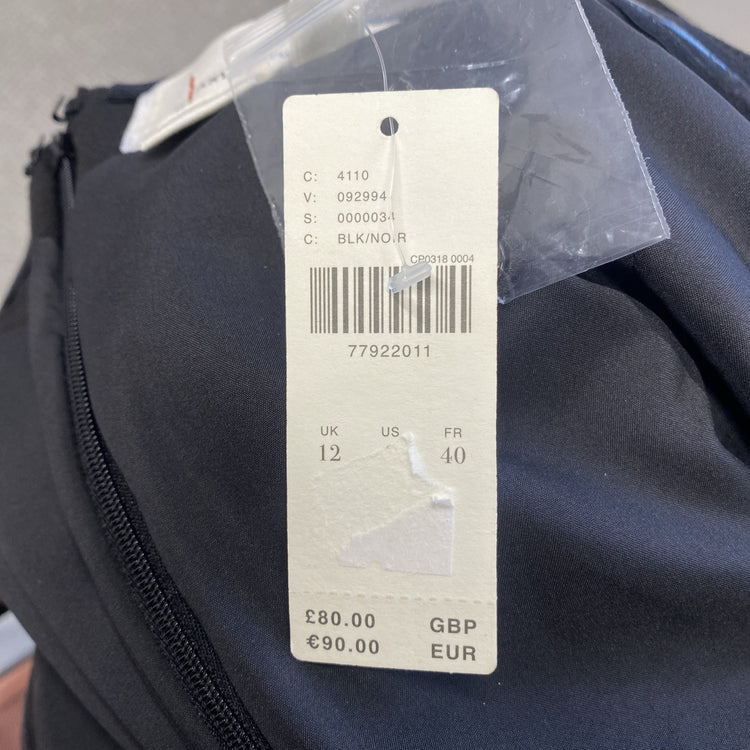 C: 4110
V: 092994
S: 0000034
C: BLK/NOIR
CP0318 0004
77922011
UK US FR
12 40
£80.00 GBP
€90.00 EUR